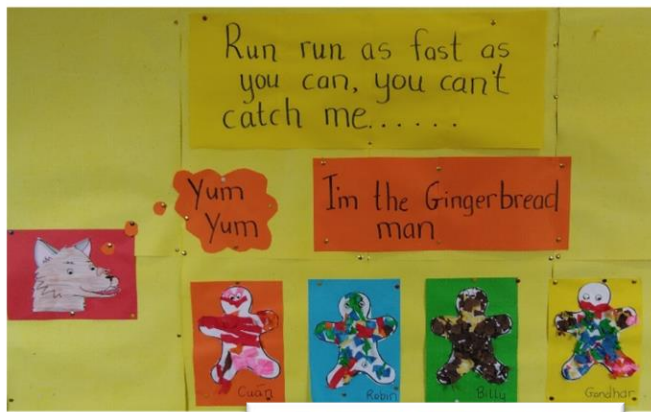 Run run as fast as
you can, you can't
catch me......
Yum
Yum
I'm the Gingerbread
man
Cuán
Robin
Billy
Gandhar